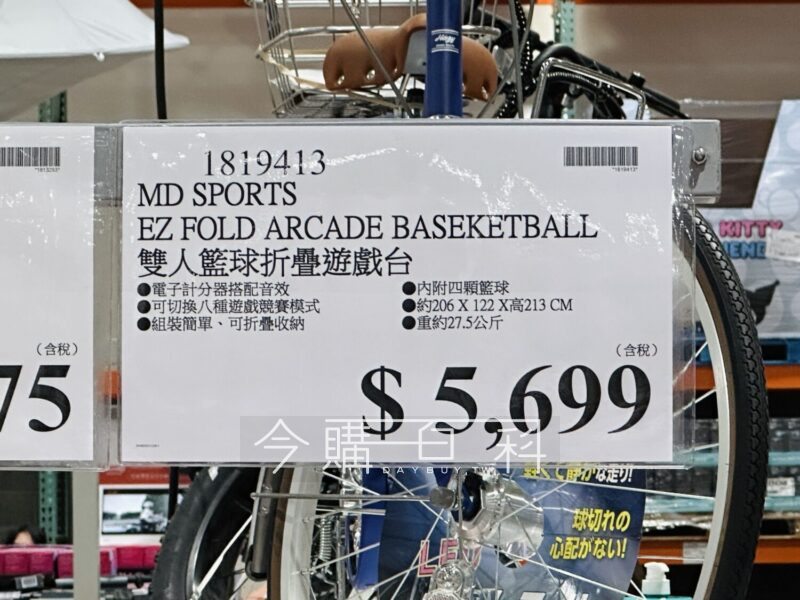 1819413
*1819413*
MD SPORTS
EZ FOLD ARCADE BASEKETBALL
雙人籃球折疊遊戲台
●電子計分器搭配音效
●可切換八種遊戲競賽模式
●組裝簡單、可折疊收納
●內附四顆籃球
●約206 X 122 X高213 CM
●重約27.5公斤
(含稅)
$ 5,699
(含稅)
75
今購百科
DAYBUY.TW
KITTY
球切れの
心配がない!